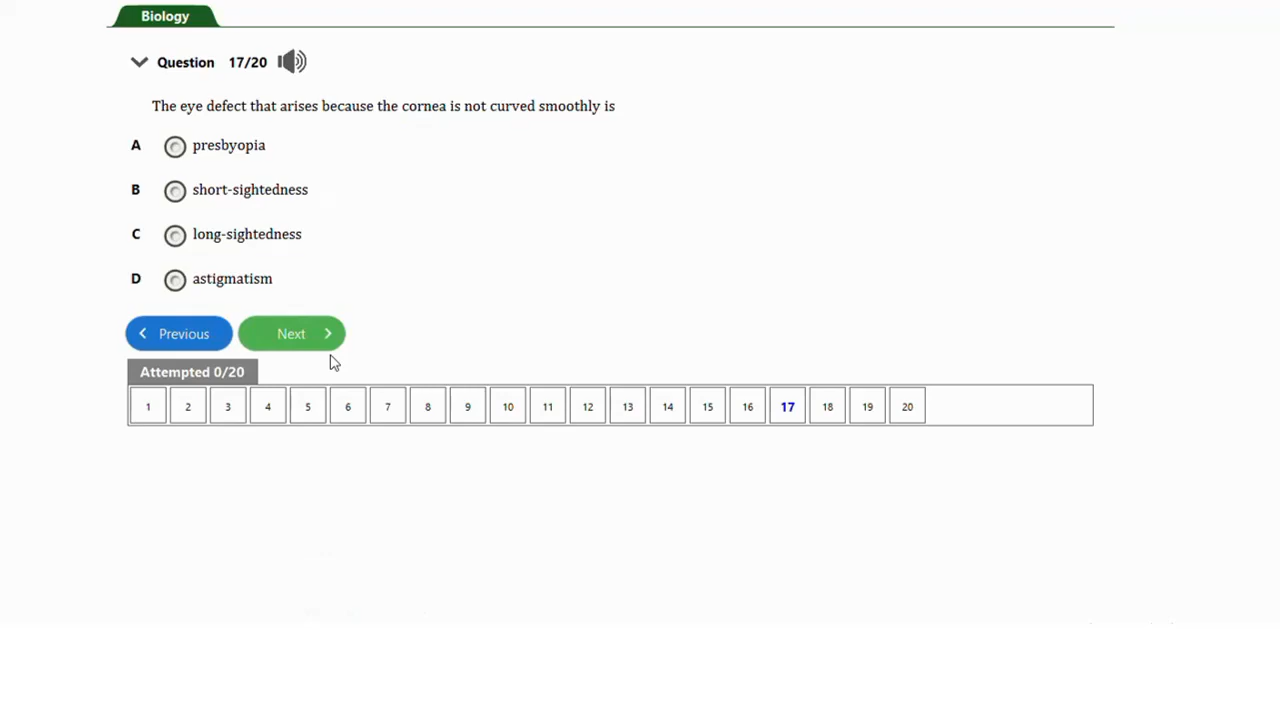 Biology
Question 17/20
The eye defect that arises because the cornea is not curved smoothly is
A presbyopia
B short-sightedness
C long-sightedness
D astigmatism
Previous Next
Attempted 0/20
1 2 3 4 5 6 7 8 9 10 11 12 13 14 15 16 17 18 19 20